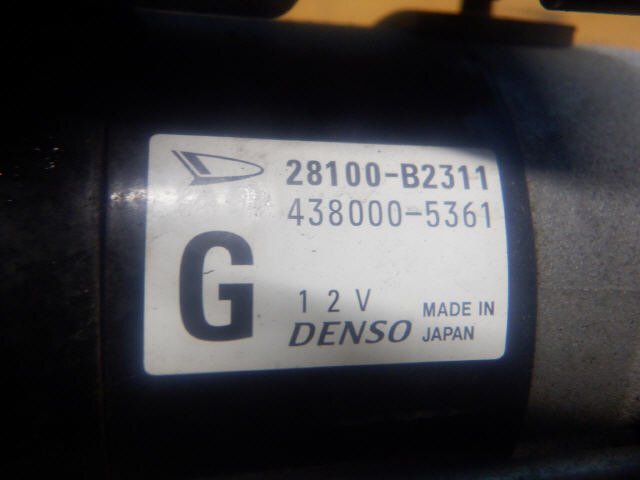 28100-B2311
438000-5361
G
12V
DENSO
MADE IN
JAPAN